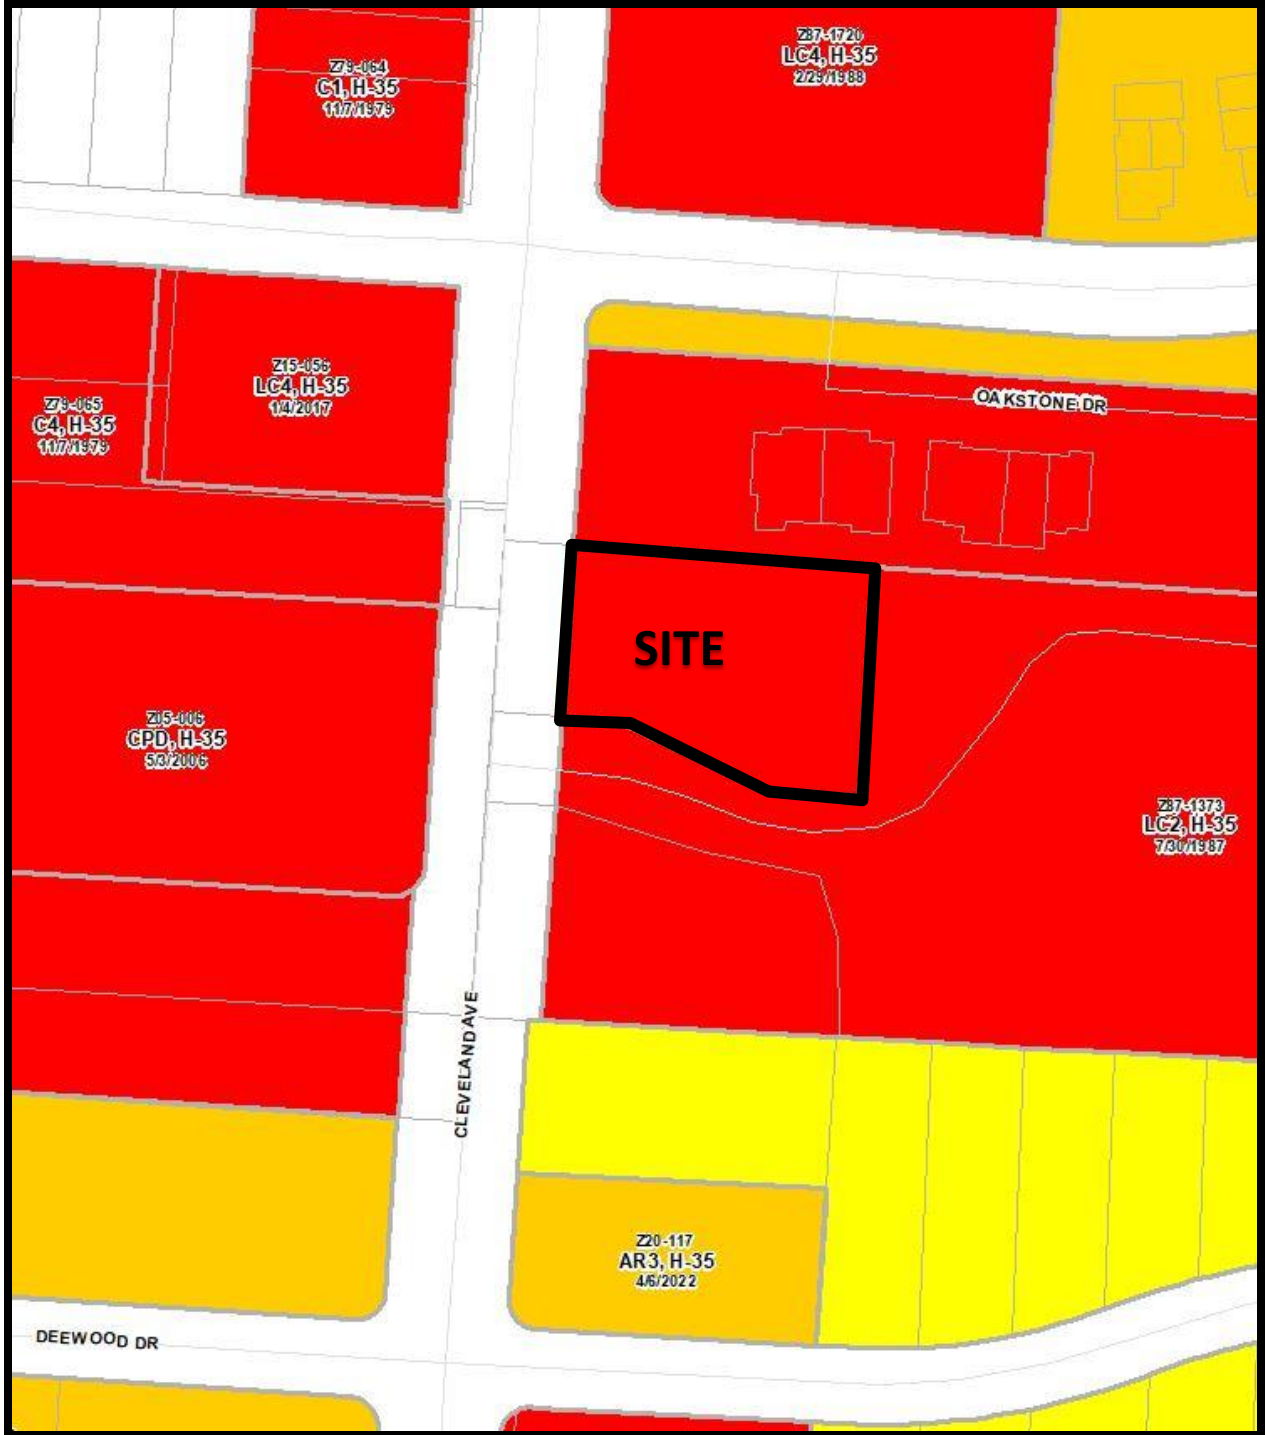 Z79-064
C1, H-35
11/7/1979
Z87-1720
LC4, H-35
2/29/1988
Z15-056
LC4, H-35
1/4/2017
Z79-065
C4, H-35
11/7/1979
OAKSTONE DR
SITE
Z05-006
CPD, H-35
5/3/2006
Z87-1373
LC2, H-35
7/30/1987
CLEVELAND AVE
Z20-117
AR3, H-35
4/6/2022
DEEWOOD DR